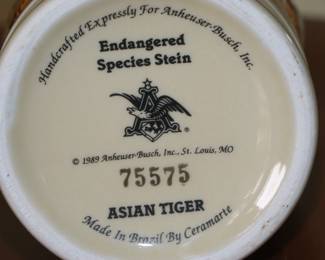 Handcrafted Expressly For Anheuser-Busch, Inc.
Endangered
Species Stein
A
®
© 1989 Anheuser-Busch, Inc., St. Louis, MO
75575
ASIAN TIGER
Made In Brazil By Ceramarte